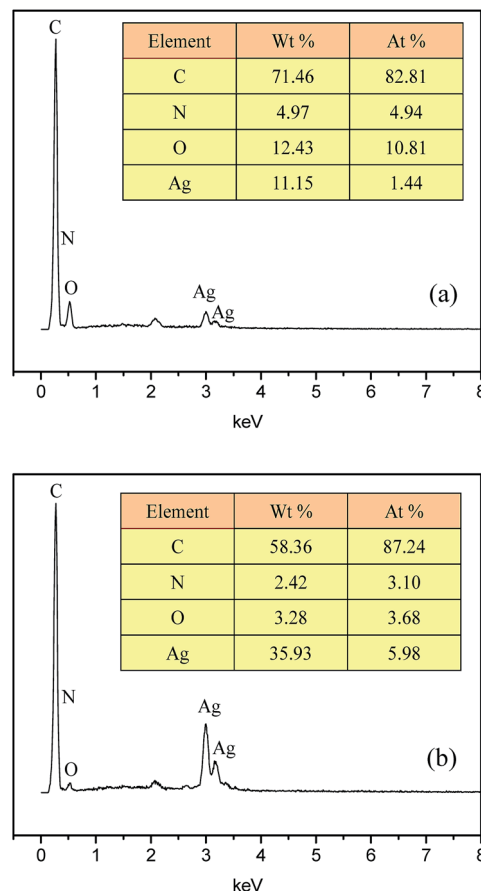 C
Element Wt % At %
C 71.46 82.81
N 4.97 4.94
O 12.43 10.81
Ag 11.15 1.44
N
O
Ag
Ag
(a)
0 1 2 3 4 5 6 7 8
keV
C
Element Wt % At %
C 58.36 87.24
N 2.42 3.10
O 3.28 3.68
Ag 35.93 5.98
N
Ag
Ag
O
(b)
0 1 2 3 4 5 6 7 8
keV